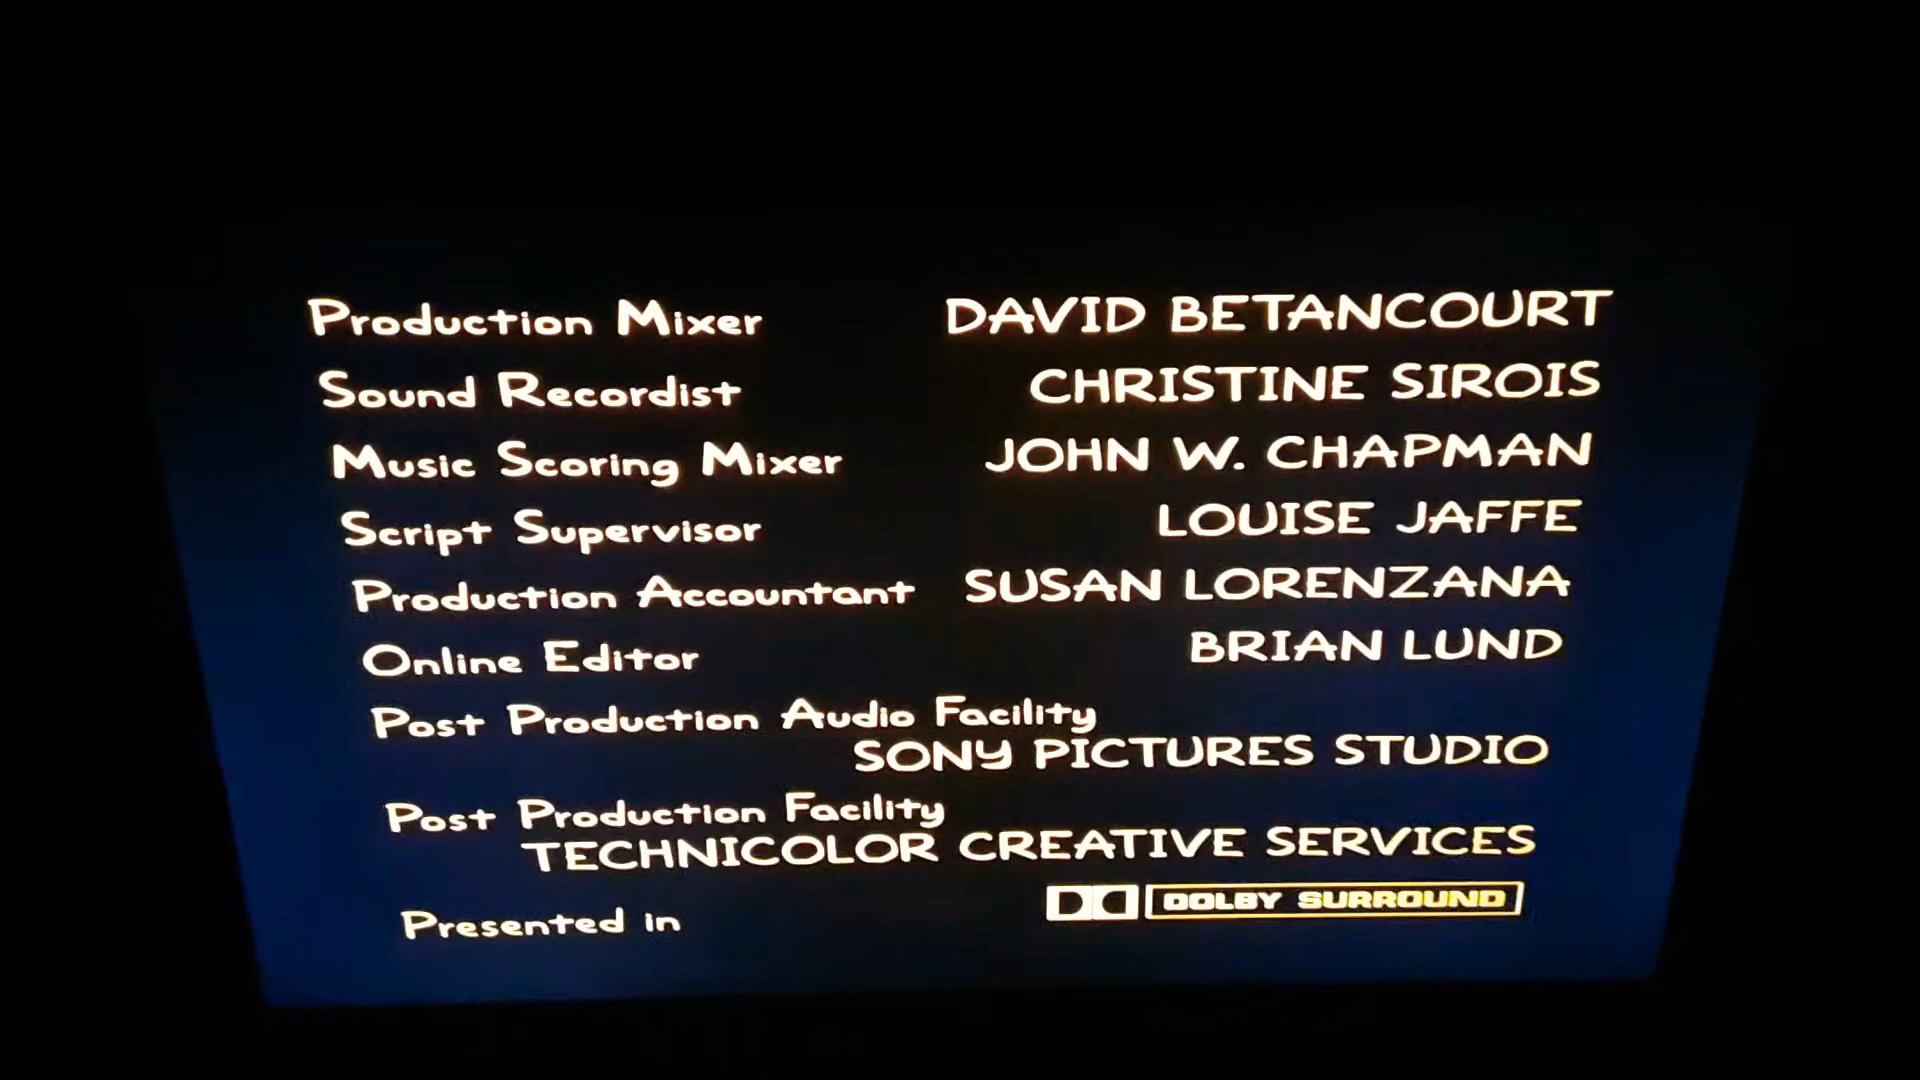 Production Mixer DAVID BETANCOURT
Sound Recordist CHRISTINE SIROIS
Music Scoring Mixer JOHN W. CHAPMAN
Script Supervisor LOUISE JAFFE
Production Accountant SUSAN LORENZANA
Online Editor BRIAN LUND
Post Production Audio Facility
SONY PICTURES STUDIO
Post Production Facility
TECHNICOLOR CREATIVE SERVICES
Presented in DOLBY SURROUND